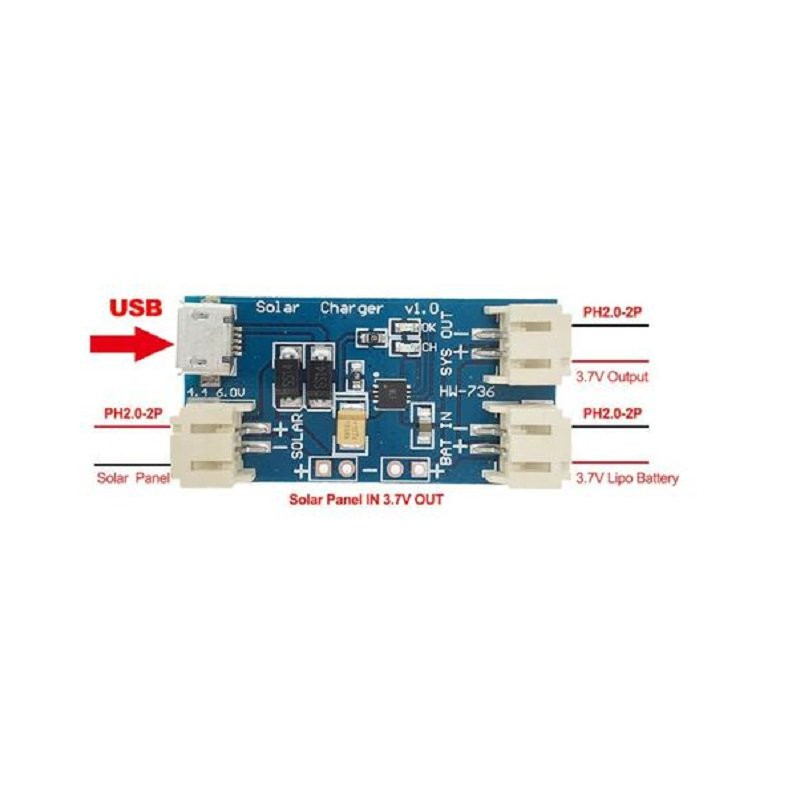 USB
Solar Charger v1.0
OK
CH
SYS OUT
- +
PH2.0-2P
3.7V Output
4.4 6.0V
HW-736
PH2.0-2P
Solar Panel
+ -
SOLAR
SS14
SS14
BAT IN
- +
PH2.0-2P
3.7V Lipo Battery
+ - +
Solar Panel IN 3.7V OUT